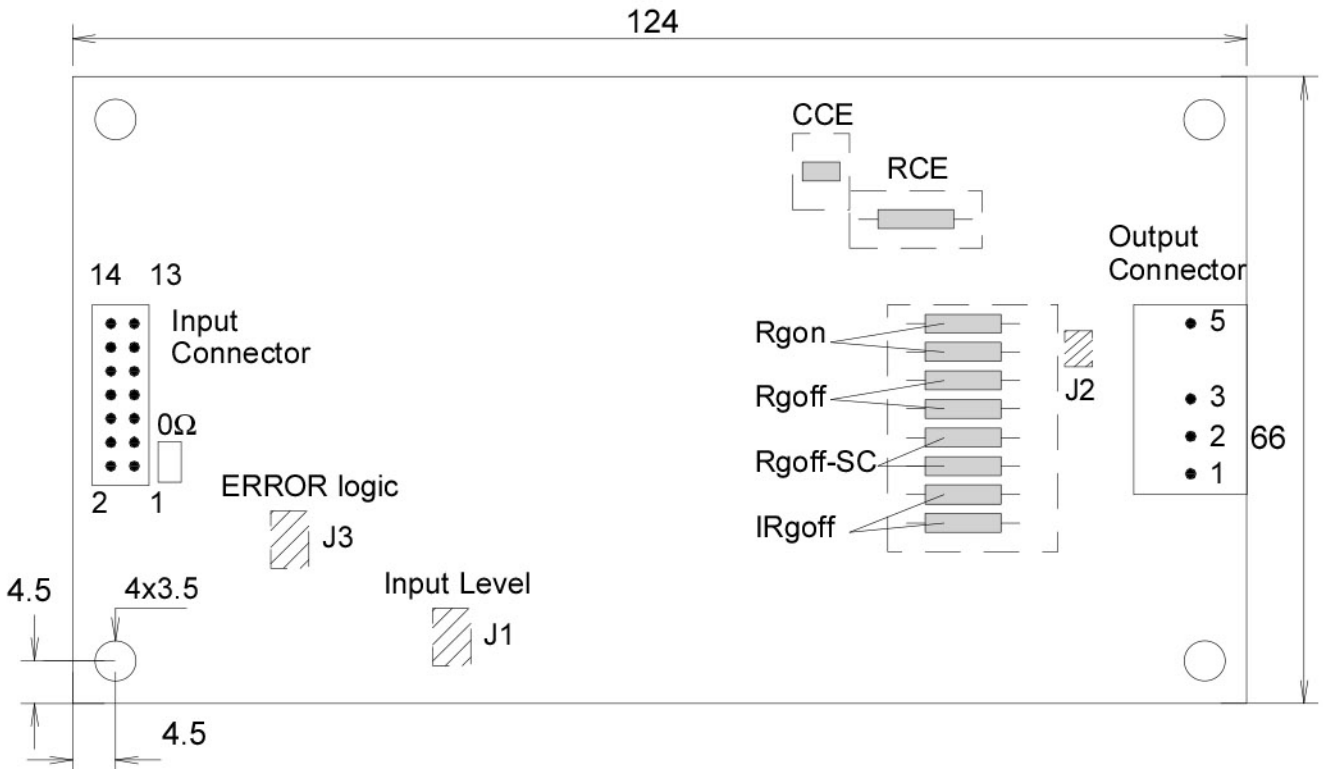 124
CCE
RCE
Output
Connector
14 13
Input
Connector
5
Rgon
J2
Rgoff
3
0Ω
2
66
Rgoff-SC
1
2 1
ERROR logic
J3
IRgoff
4.5
4x3.5
Input Level
J1
4.5